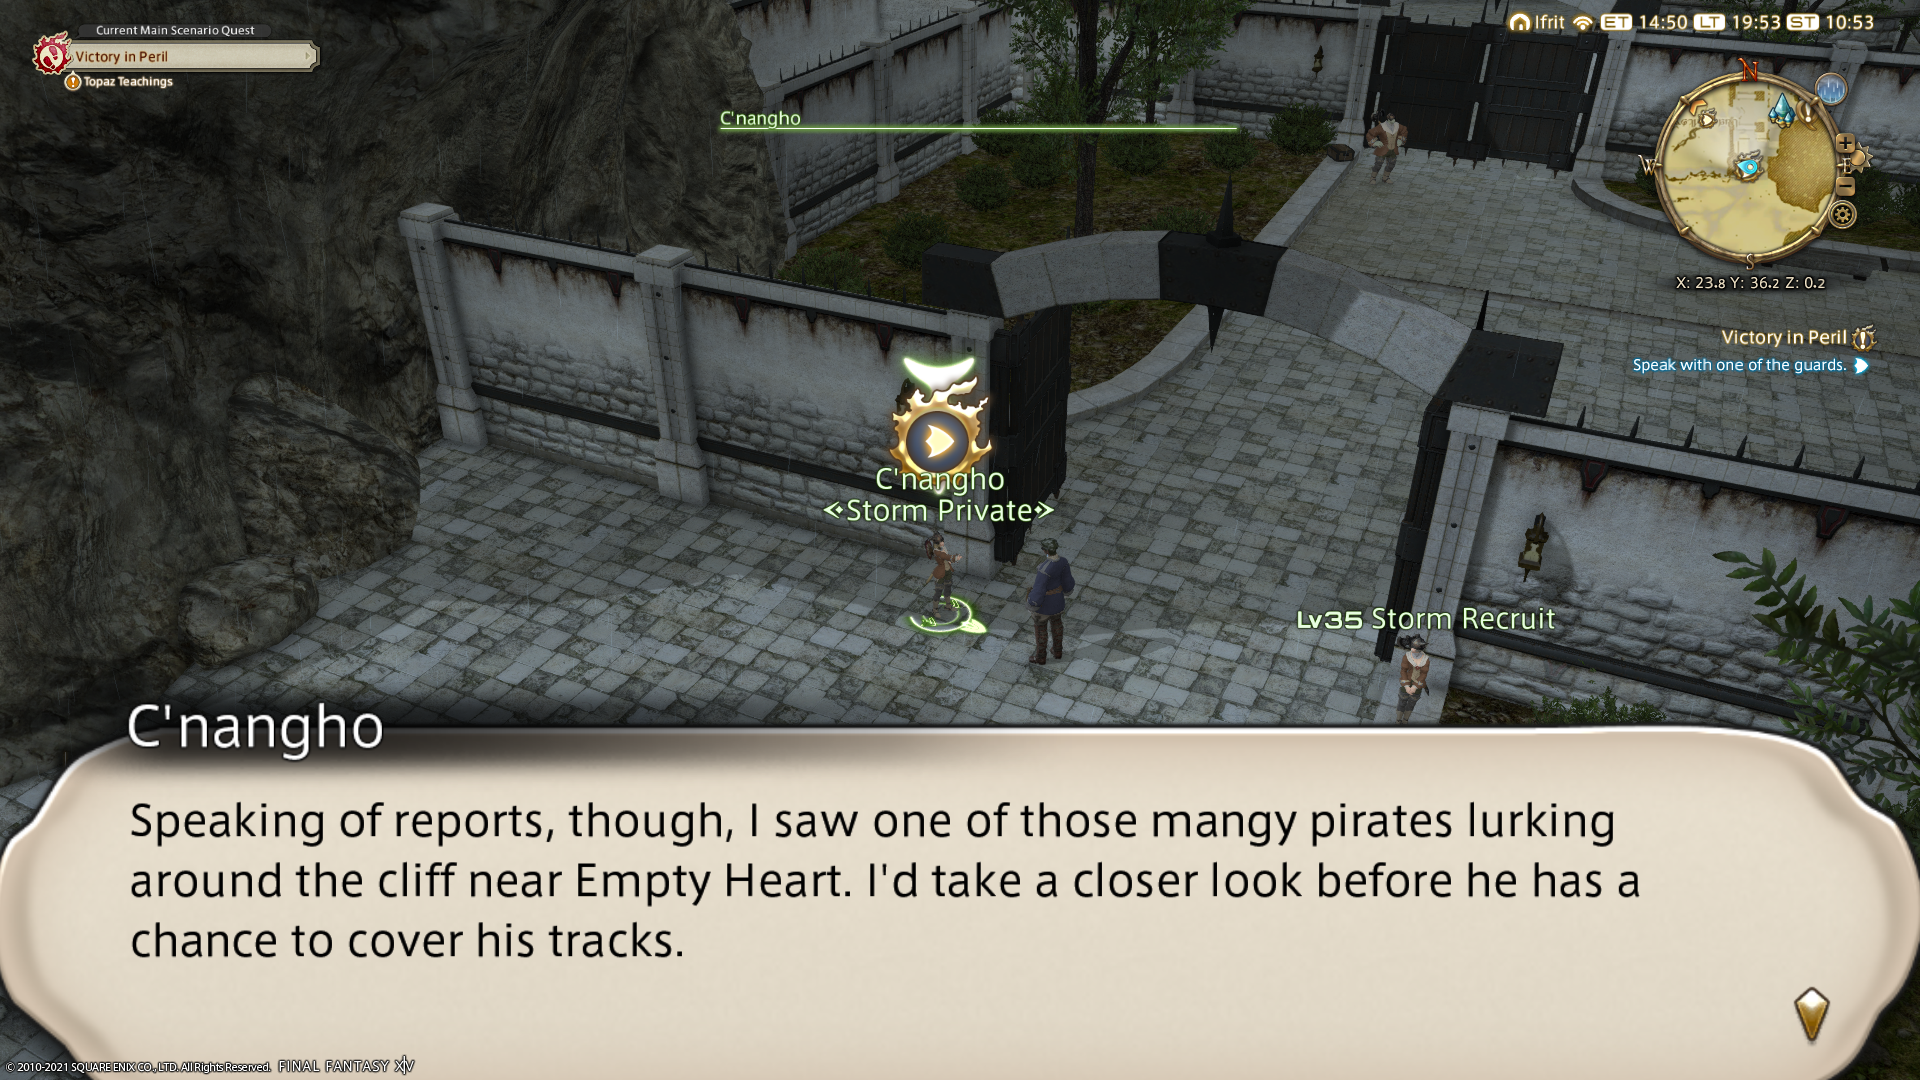 Current Main Scenario Quest
Victory in Peril
Topaz Teachings
Ifrit ET 14:50 LT 19:53 ST 10:53
C'nangho
N
W
E
S
X: 23.8 Y: 36.2 Z: 0.2
Victory in Peril
Speak with one of the guards.
C'nangho
«Storm Private»
Lv35 Storm Recruit
C'nangho
Speaking of reports, though, I saw one of those mangy pirates lurking
around the cliff near Empty Heart. I'd take a closer look before he has a
chance to cover his tracks.
© 2010-2021 SQUARE ENIX CO., LTD. All Rights Reserved. FINAL FANTASY XIV